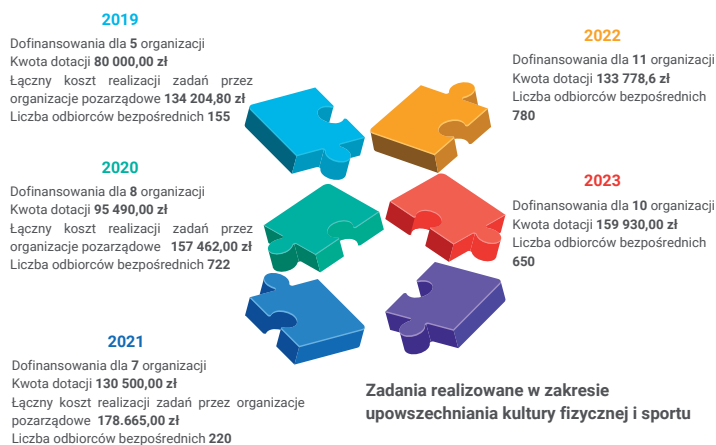 2019
Dofinansowania dla 5 organizacji
Kwota dotacji 80 000,00 zł
Łączny koszt realizacji zadań przez
organizacje pozarządowe 134 204,80 zł
Liczba odbiorców bezpośrednich 155
2020
Dofinansowania dla 8 organizacji
Kwota dotacji 95 490,00 zł
Łączny koszt realizacji zadań przez
organizacje pozarządowe 157 462,00 zł
Liczba odbiorców bezpośrednich 722
2021
Dofinansowania dla 7 organizacji
Kwota dotacji 130 500,00 zł
Łączny koszt realizacji zadań przez organizacje
pozarządowe 178.665,00 zł
Liczba odbiorców bezpośrednich 220
2022
Dofinansowania dla 11 organizacji
Kwota dotacji 133 778,6 zł
Liczba odbiorców bezpośrednich
780
2023
Dofinansowania dla 10 organizacji
Kwota dotacji 159 930,00 zł
Liczba odbiorców bezpośrednich
650
Zadania realizowane w zakresie
upowszechniania kultury fizycznej i sportu